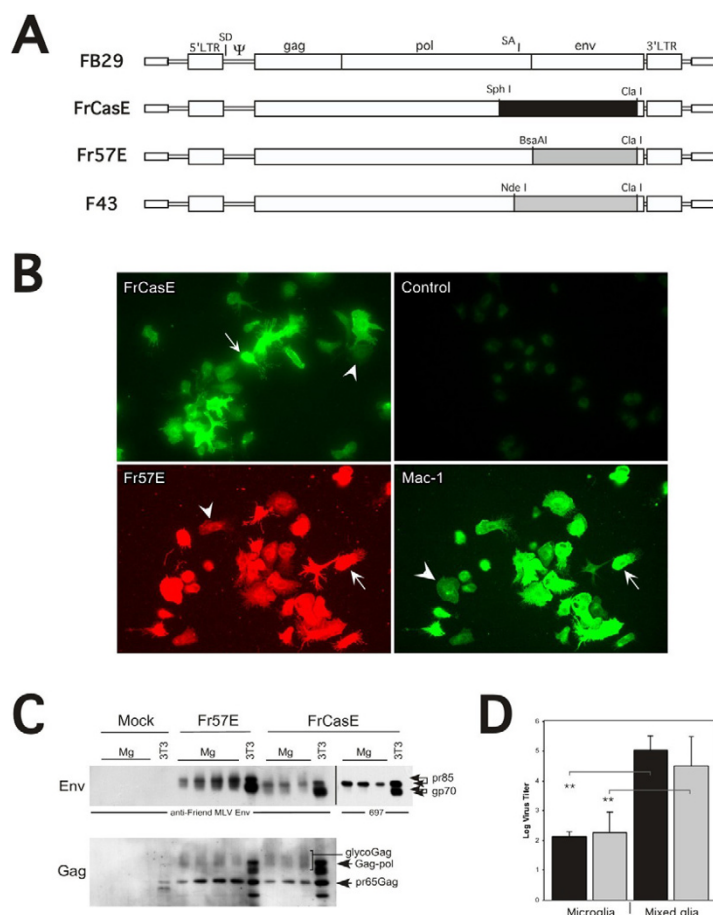 A
5'LTR SD Ψ gag pol SA env 3'LTR
FB29
Sph I Cla I
FrCasE
BsaAI Cla I
Fr57E
Nde I Cla I
F43
B
FrCasE
Control
Fr57E
Mac-1
C
Mock Fr57E FrCasE
Mg 3T3 Mg 3T3 Mg 3T3
Env
pr85
gp70
anti-Friend MLV Env 697
Gag
glycoGag
Gag-pol
pr65Gag
D
Log Virus Titer
6
5
4
3
2
1
0
**
**
Microglia Mixed glia